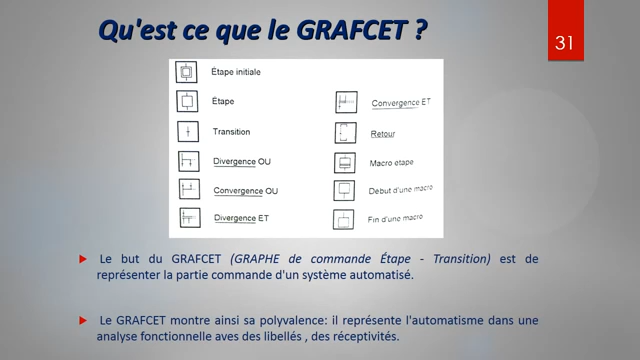 Qu'est ce que le GRAFCET ?
31
Étape initiale
Étape
Transition
Divergence OU
Convergence OU
Divergence ET
Convergence ET
Retour
Macro etape
Debut d'une macro
Fin d'une macro
Le but du GRAFCET (GRAPHE de commande Étape - Transition) est de
représenter la partie commande d'un système automatisé.
Le GRAFCET montre ainsi sa polyvalence: il représente l'automatisme dans une
analyse fonctionnelle aves des libellés , des réceptivités.